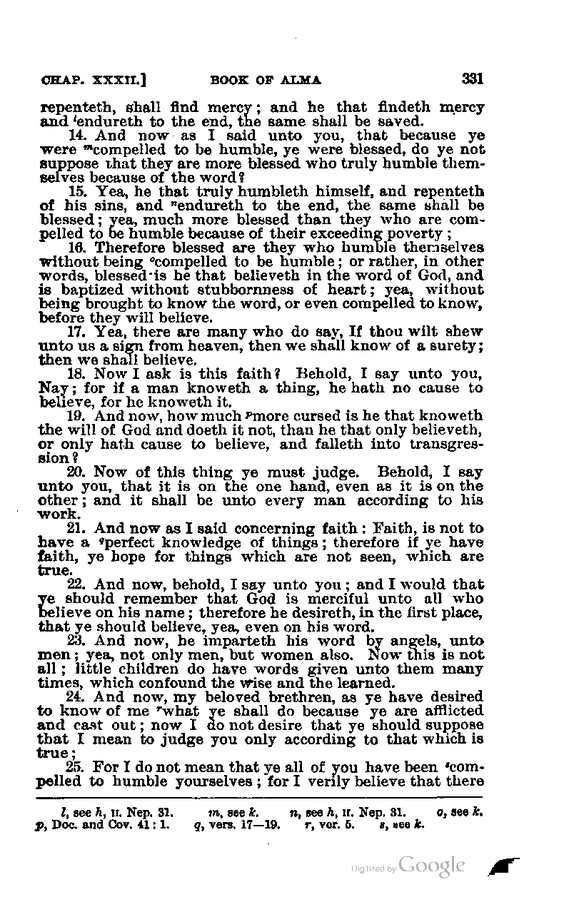 CHAP. XXXII.] BOOK OF ALMA 331
repenteth, shall find mercy; and he that findeth mercy
and ˡendureth to the end, the same shall be saved.
14. And now as I said unto you, that because ye
were ᵐcompelled to be humble, ye were blessed, do ye not
suppose that they are more blessed who truly humble them-
selves because of the word?
15. Yea, he that truly humbleth himself, and repenteth
of his sins, and ⁿendureth to the end, the same shall be
blessed; yea, much more blessed than they who are com-
pelled to be humble because of their exceeding poverty;
16. Therefore blessed are they who humble themselves
without being ᵒcompelled to be humble; or rather, in other
words, blessed is he that believeth in the word of God, and
is baptized without stubbornness of heart; yea, without
being brought to know the word, or even compelled to know,
before they will believe.
17. Yea, there are many who do say, If thou wilt shew
unto us a sign from heaven, then we shall know of a surety;
then we shall believe.
18. Now I ask is this faith? Behold, I say unto you,
Nay; for if a man knoweth a thing, he hath no cause to
believe, for he knoweth it.
19. And now, how much ᵖmore cursed is he that knoweth
the will of God and doeth it not, than he that only believeth,
or only hath cause to believe, and falleth into transgres-
sion?
20. Now of this thing ye must judge. Behold, I say
unto you, that it is on the one hand, even as it is on the
other; and it shall be unto every man according to his
work.
21. And now as I said concerning faith: Faith, is not to
have a ᑫperfect knowledge of things; therefore if ye have
faith, ye hope for things which are not seen, which are
true.
22. And now, behold, I say unto you; and I would that
ye should remember that God is merciful unto all who
believe on his name; therefore he desireth, in the first place,
that ye should believe, yea, even on his word.
23. And now, he imparteth his word by angels, unto
men; yea, not only men, but women also. Now this is not
all; little children do have words given unto them many
times, which confound the wise and the learned.
24. And now, my beloved brethren, as ye have desired
to know of me ʳwhat ye shall do because ye are afflicted
and cast out; now I do not desire that ye should suppose
that I mean to judge you only according to that which is
true;
25. For I do not mean that ye all of you have been ˢcom-
pelled to humble yourselves; for I verily believe that there
l, see h, II. Nep. 31. m, see k. n, see h, II. Nep. 31. o, see k.
p, Doc. and Cov. 41:1. q, vers. 17—19. r, ver. 5. s, see k.
Digitized by Google